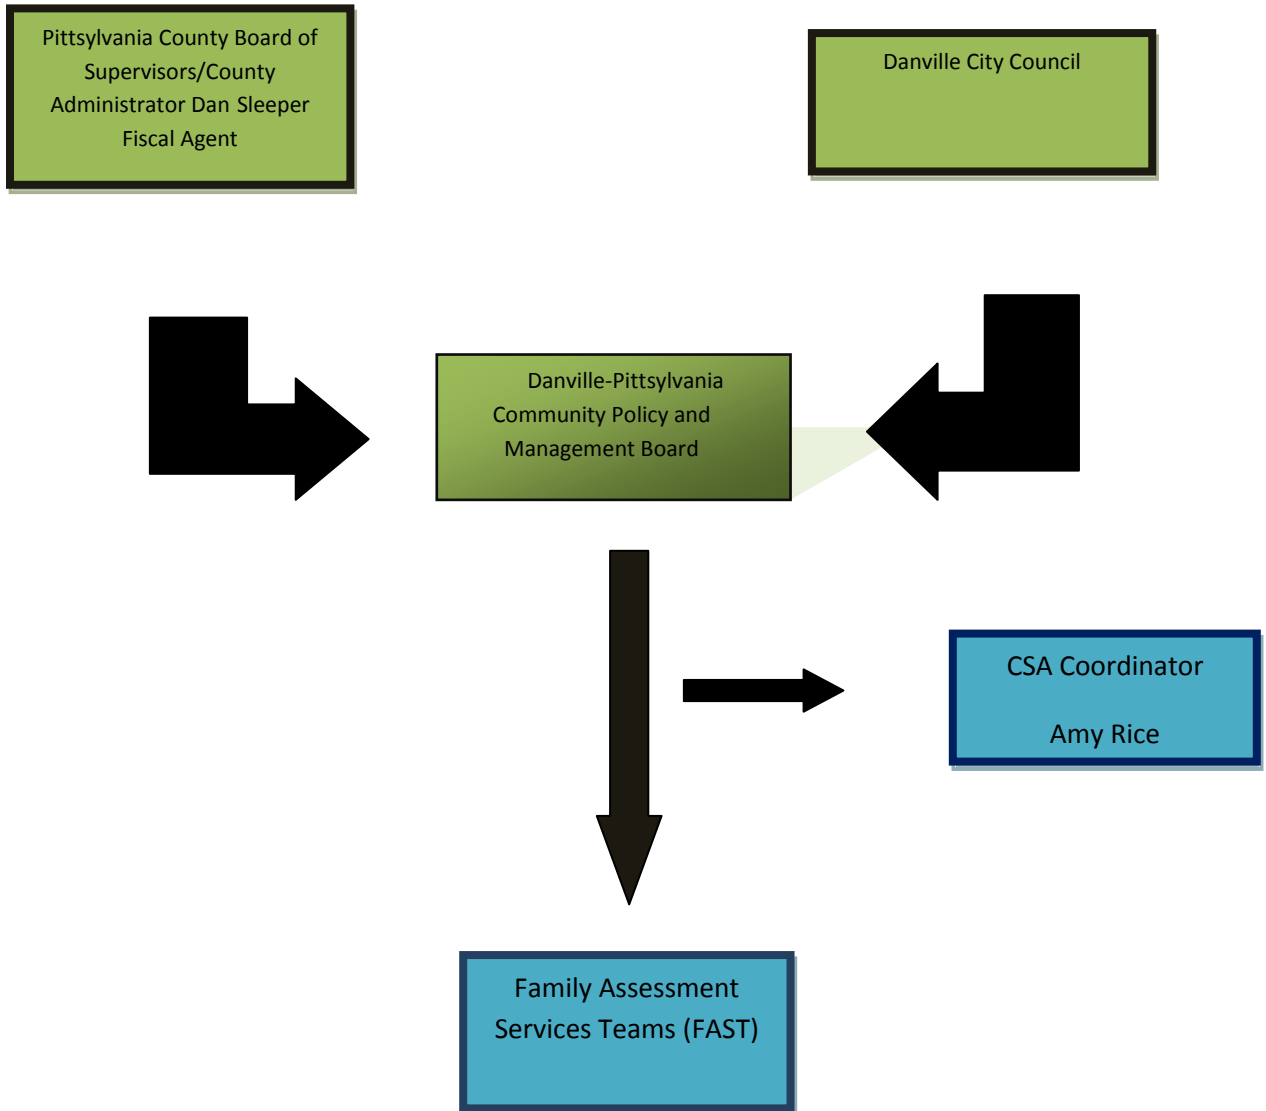 Pittsylvania County Board of
Supervisors/County
Administrator Dan Sleeper
Fiscal Agent
Danville City Council
Danville-Pittsylvania
Community Policy and
Management Board
CSA Coordinator
Amy Rice
Family Assessment
Services Teams (FAST)